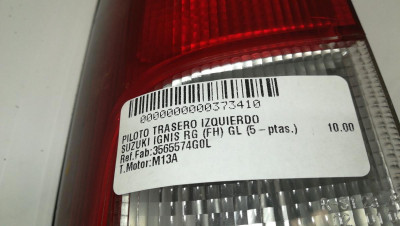 0000000000373410
PILOTO TRASERO IZQUIERDO
SUZUKI IGNIS RG (FH) GL (5 - ptas.) 10.00
Ref.Fab:3565574G0L
T.Motor:M13A